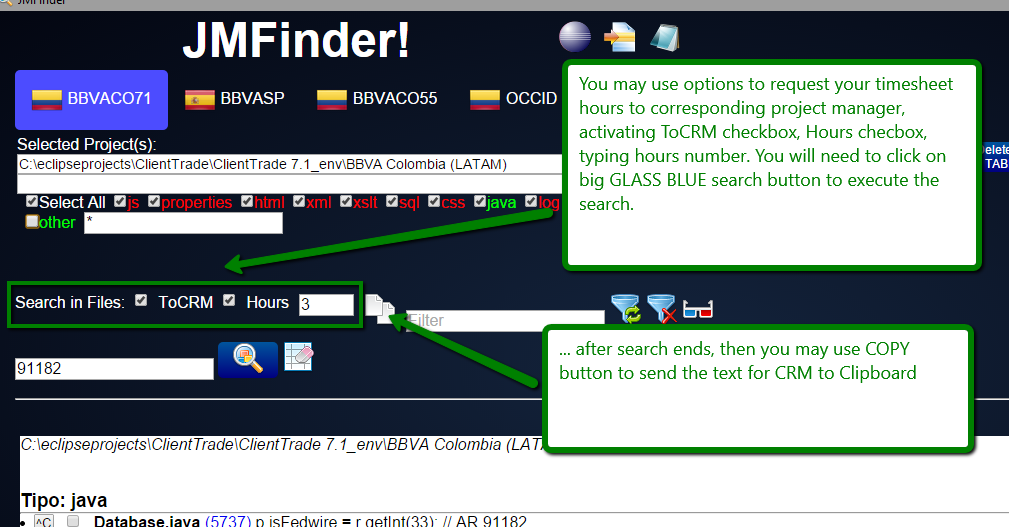 JMFinder
JMFinder!
BBVACO71 BBVASP BBVACO55 OCCID
You may use options to request your timesheet
hours to corresponding project manager,
activating ToCRM checkbox, Hours checbox,
typing hours number. You will need to click on
big GLASS BLUE search button to execute the
search.
Selected Project(s):
Delete
TAB
C:\eclipseprojects\ClientTrade\ClientTrade 7.1_env\BBVA Colombia (LATAM)
Select All js properties html xml xslt sql css java log
other *
Search in Files: ToCRM Hours 3
Filter
... after search ends, then you may use COPY
button to send the text for CRM to Clipboard
91182
C:\eclipseprojects\ClientTrade\ClientTrade 7.1_env\BBVA Colombia (LATA
Tipo: java
• ^C Database.java (5737) p.isFedwire = r.getInt(33); // AR 91182